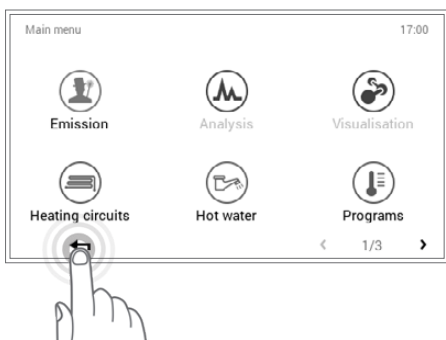 Main menu 17:00
Emission Analysis Visualisation
Heating circuits Hot water Programs
1/3